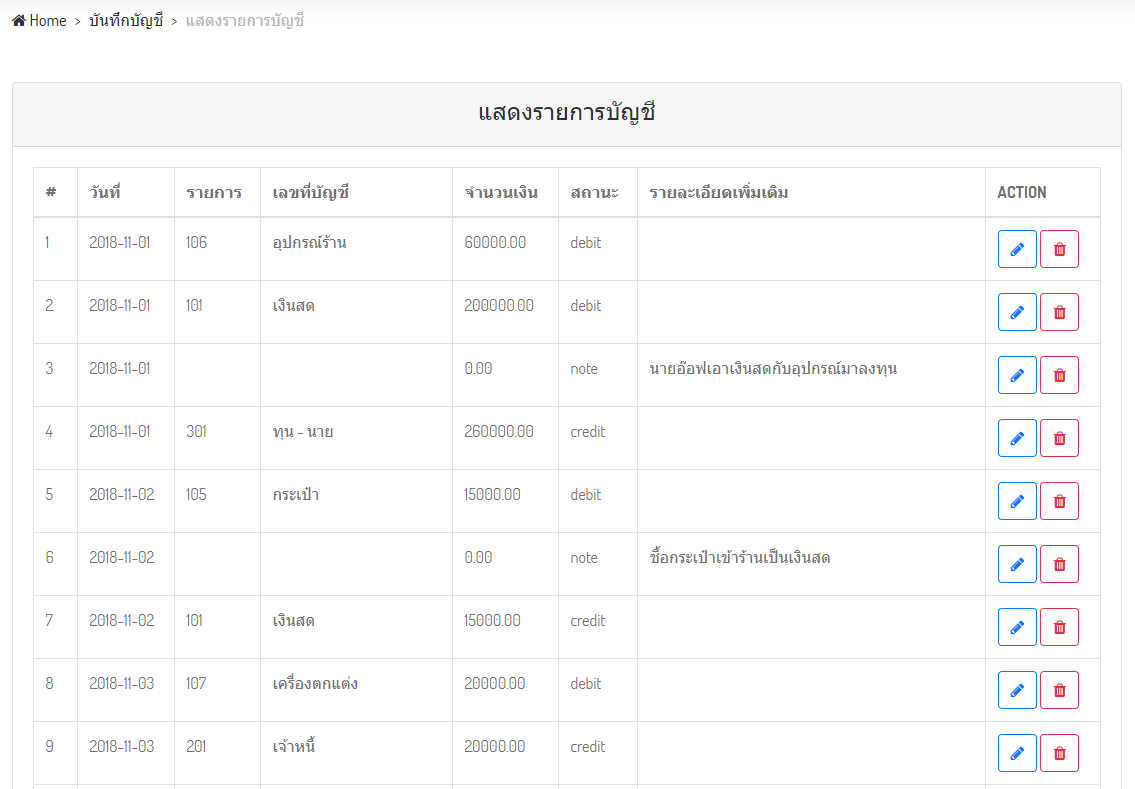 Home > บันทึกบัญชี > แสดงรายการบัญชี
แสดงรายการบัญชี
# วันที่ รายการ เลขที่บัญชี จำนวนเงิน สถานะ รายละเอียดเพิ่มเติม ACTION
1 2018-11-01 106 อุปกรณ์ร้าน 60000.00 debit
2 2018-11-01 101 เงินสด 200000.00 debit
3 2018-11-01 0.00 note นายอ๊อฟเอาเงินสดกับอุปกรณ์มาลงทุน
4 2018-11-01 301 ทุน - นาย 260000.00 credit
5 2018-11-02 105 กระเป๋า 15000.00 debit
6 2018-11-02 0.00 note ซื้อกระเป๋าเข้าร้านเป็นเงินสด
7 2018-11-02 101 เงินสด 15000.00 credit
8 2018-11-03 107 เครื่องตกแต่ง 20000.00 debit
9 2018-11-03 201 เจ้าหนี้ 20000.00 credit